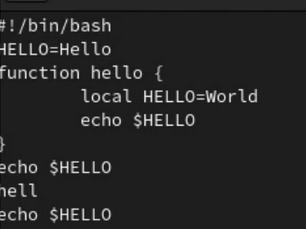 #!/bin/bash
HELLO=Hello
function hello {
        local HELLO=World
        echo $HELLO
}
echo $HELLO
hell
echo $HELLO